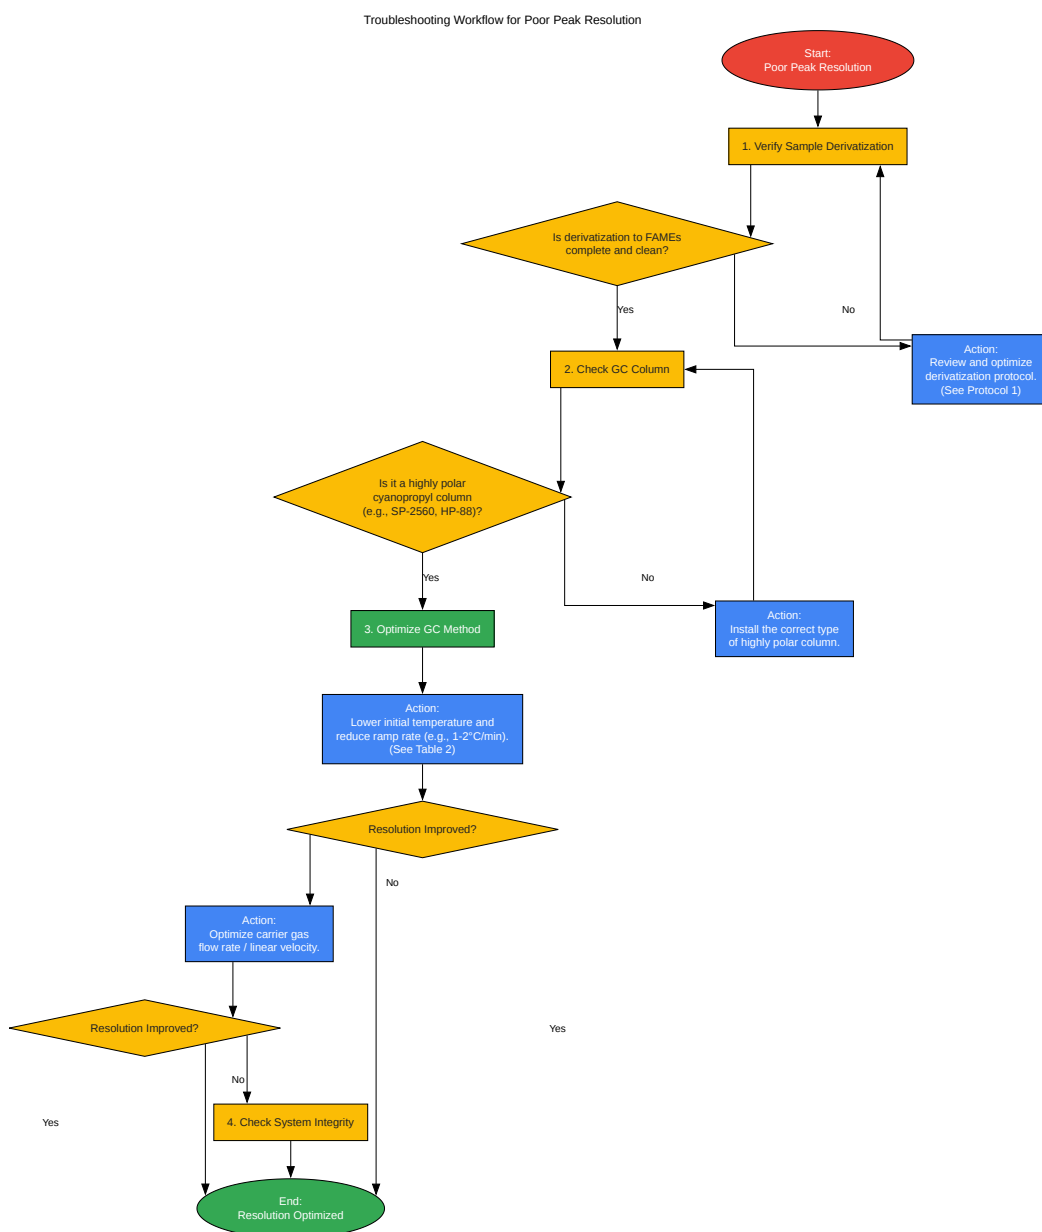 Troubleshooting Workflow for Poor Peak Resolution
Start:
Poor Peak Resolution
1. Verify Sample Derivatization
Is derivatization to FAMEs
complete and clean?
Yes
No
Action:
Review and optimize
derivatization protocol.
(See Protocol 1)
2. Check GC Column
Is it a highly polar
cyanopropyl column
(e.g., SP-2560, HP-88)?
Yes
No
Action:
Install the correct type
of highly polar column.
3. Optimize GC Method
Action:
Lower initial temperature and
reduce ramp rate (e.g., 1-2°C/min).
(See Table 2)
Resolution Improved?
No
Action:
Optimize carrier gas
flow rate / linear velocity.
Resolution Improved?
Yes
No
Yes
4. Check System Integrity
End:
Resolution Optimized